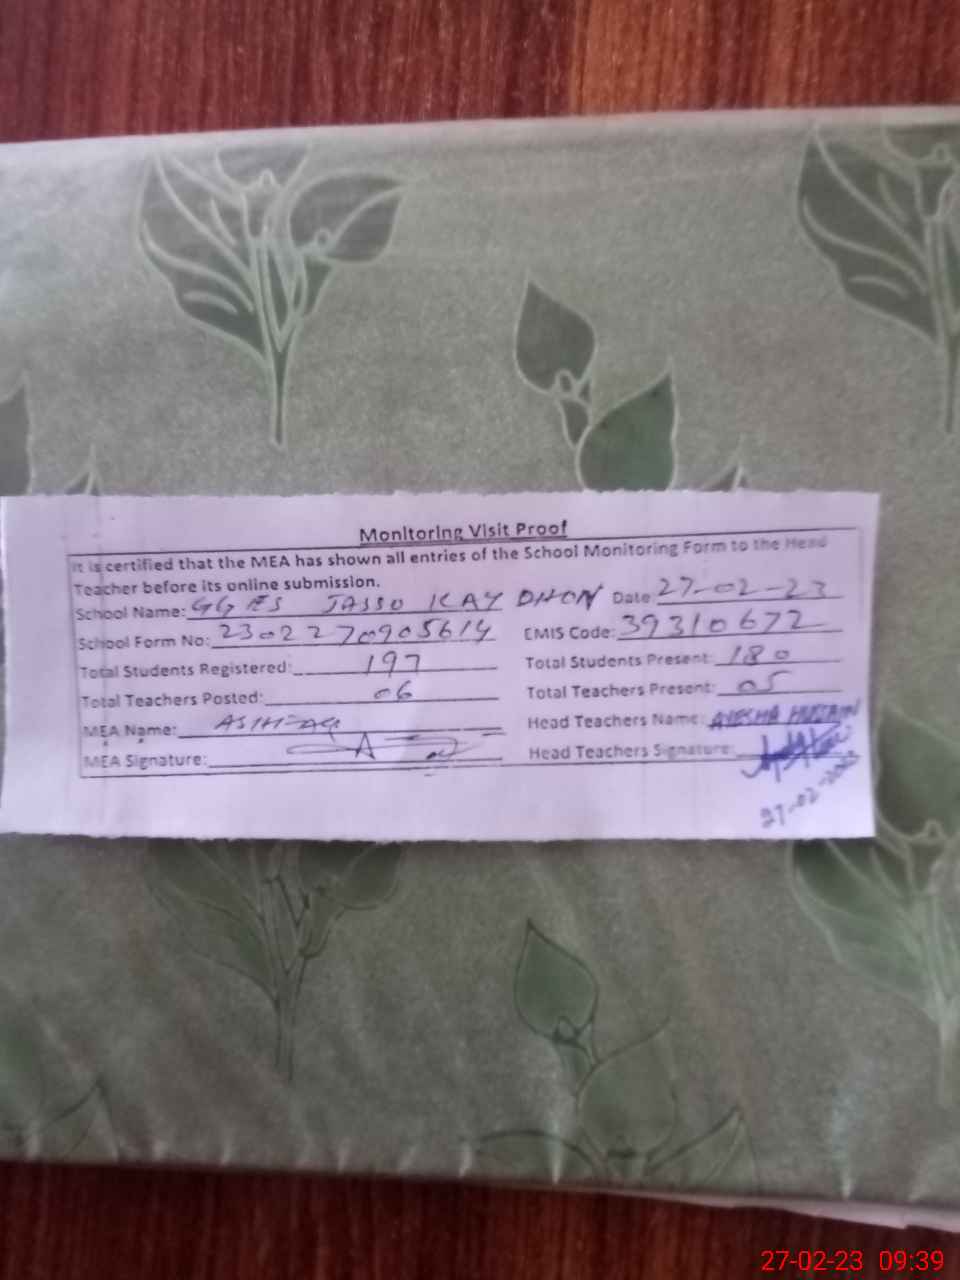 Monitoring Visit Proof
It is certified that the MEA has shown all entries of the School Monitoring Form to the Head
Teacher before its online submission.
School Name: GGES JASSO KAY DHON Date 27-02-23
School Form No: 2302270905614 EMIS Code: 39310672
Total Students Registered: 197 Total Students Present: 180
Total Teachers Posted: 06 Total Teachers Present: 05
MEA Name: ASHFAQ Head Teachers Name: AYESHA HUSSAIN
MEA Signature: Head Teachers Signature:
27-02-2023
27-02-23 09:39